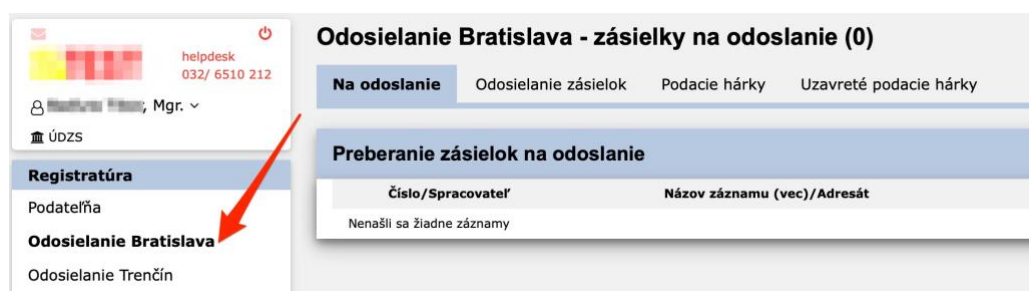 helpdesk
032/ 6510 212
, Mgr.
ÚDZS
Registratúra
Podateľňa
Odosielanie Bratislava
Odosielanie Trenčín
Odosielanie Bratislava - zásielky na odoslanie (0)
Na odoslanie Odosielanie zásielok Podacie hárky Uzavreté podacie hárky
Preberanie zásielok na odoslanie
Číslo/Spracovateľ Názov záznamu (vec)/Adresát
Nenašli sa žiadne záznamy